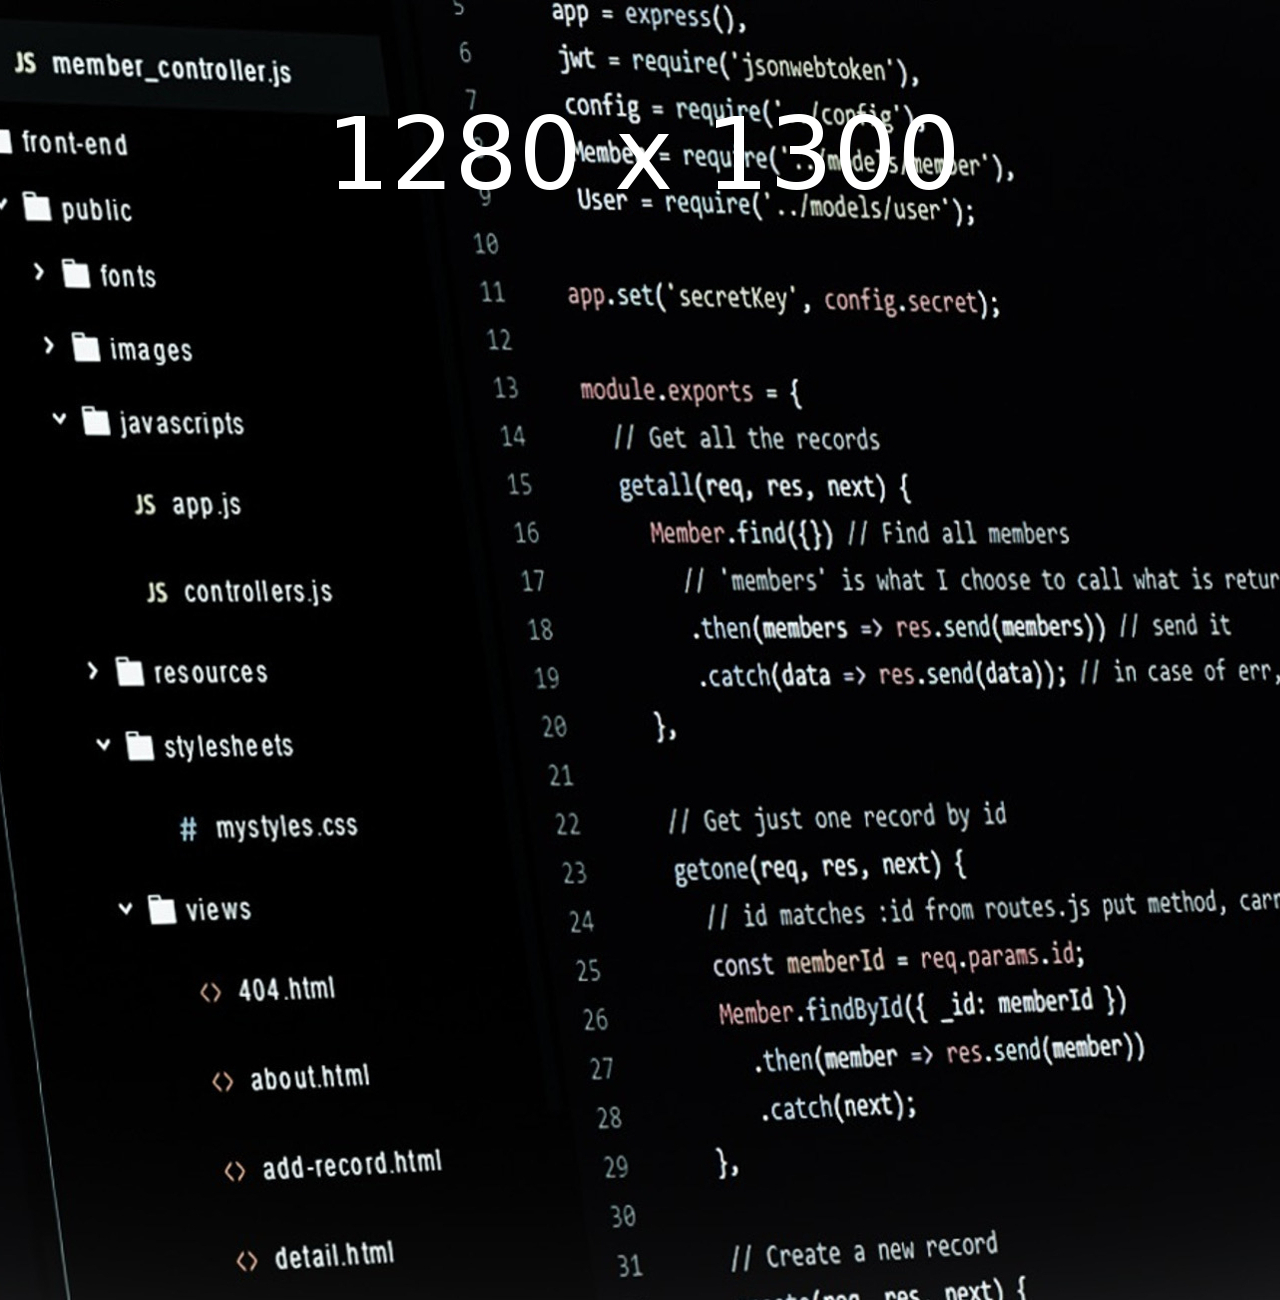 JS member_controller.js
front-end
public
fonts
images
javascripts
JS app.js
JS controllers.js
resources
stylesheets
# mystyles.css
views
<> 404.html
<> about.html
<> add-record.html
<> detail.html
1280 x 1300
5 app = express(),
6 jwt = require('jsonwebtoken'),
7 config = require('../config'),
Member = require('../models/member'),
9 User = require('../models/user');
10
11 app.set('secretKey', config.secret);
12
13 module.exports = {
14 // Get all the records
15 getall(req, res, next) {
16 Member.find({}) // Find all members
17 // 'members' is what I choose to call what is retur
18 .then(members => res.send(members)) // send it
19 .catch(data => res.send(data)); // in case of err,
20 },
21
22 // Get just one record by id
23 getone(req, res, next) {
24 // id matches :id from routes.js put method, carr
25 const memberId = req.params.id;
26 Member.findById({ _id: memberId })
27 .then(member => res.send(member))
28 .catch(next);
29 },
30
31 // Create a new record
(req, res, next) {